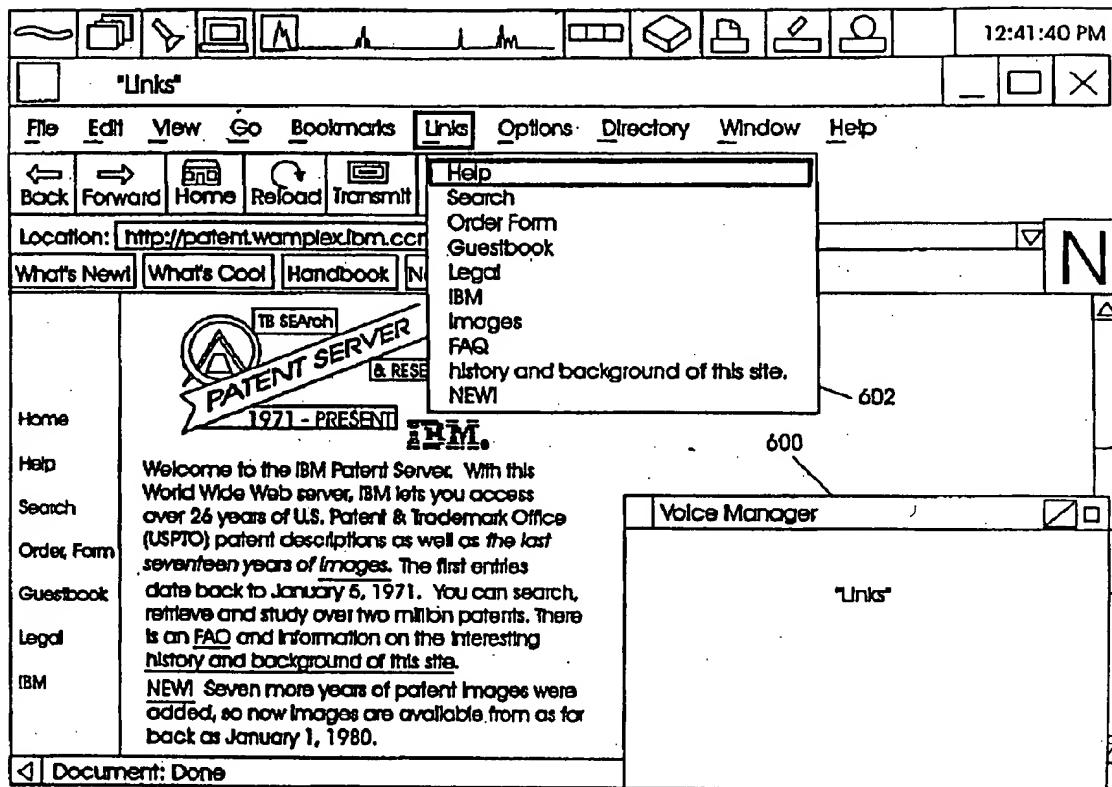 12:41:40 PM
"Links"
File Edit View Go Bookmarks Links Options Directory Window Help
Back Forward Home Reload Transmit
Help
Search
Order Form
Guestbook
Legal
IBM
Images
FAQ
history and background of this site.
NEW!
Location: http://patent.wamplex.ibm.ccr
N
What's New! What's Cool Handbook
TB SEArch
PATENT SERVER
& RESE
1971 - PRESENT
IBM.
602
600
Home
Help
Search
Order, Form
Guestbook
Legal
IBM
Welcome to the IBM Patent Server. With this
World Wide Web server, IBM lets you access
over 26 years of U.S. Patent & Trademark Office
(USPTO) patent descriptions as well as the last
seventeen years of images. The first entries
date back to January 5, 1971. You can search,
retrieve and study over two million patents. There
is an FAQ and information on the interesting
history and background of this site.
NEW! Seven more years of patent images were
added, so now images are available from as far
back as January 1, 1980.
Voice Manager
"Links"
Document: Done